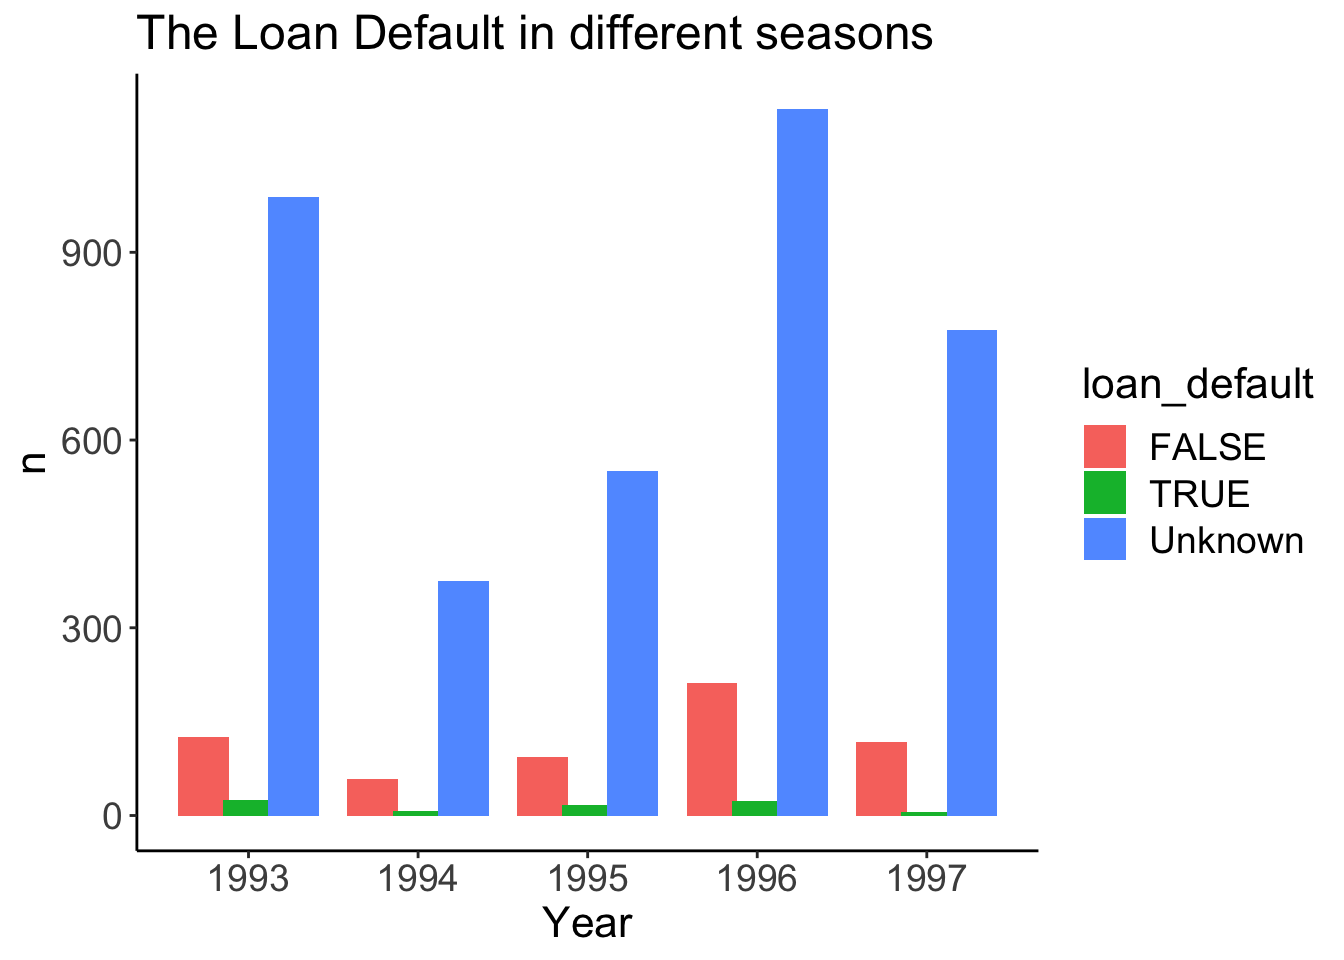 The Loan Default in different seasons
900
600
300
0
n
1993 1994 1995 1996 1997
Year
loan_default
FALSE
TRUE
Unknown